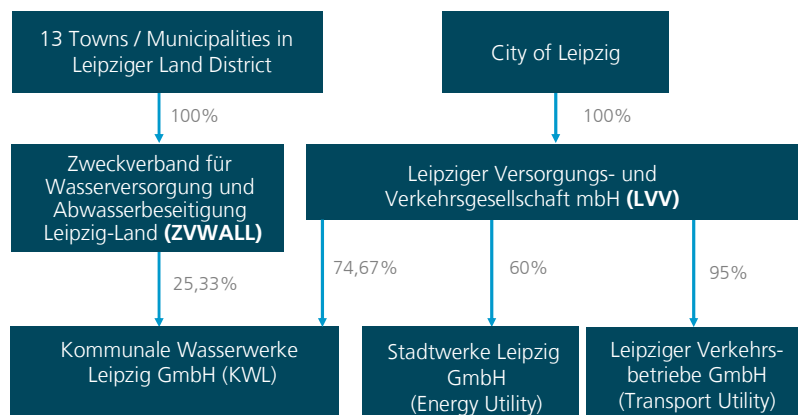 13 Towns / Municipalities in
Leipziger Land District
City of Leipzig
100%
100%
Zweckverband für
Wasserversorgung und
Abwasserbeseitigung
Leipzig-Land (ZVWALL)
Leipziger Versorgungs- und
Verkehrsgesellschaft mbH (LVV)
25,33%
74,67%
60%
95%
Kommunale Wasserwerke
Leipzig GmbH (KWL)
Stadtwerke Leipzig
GmbH
(Energy Utility)
Leipziger Verkehrs-
betriebe GmbH
(Transport Utility)